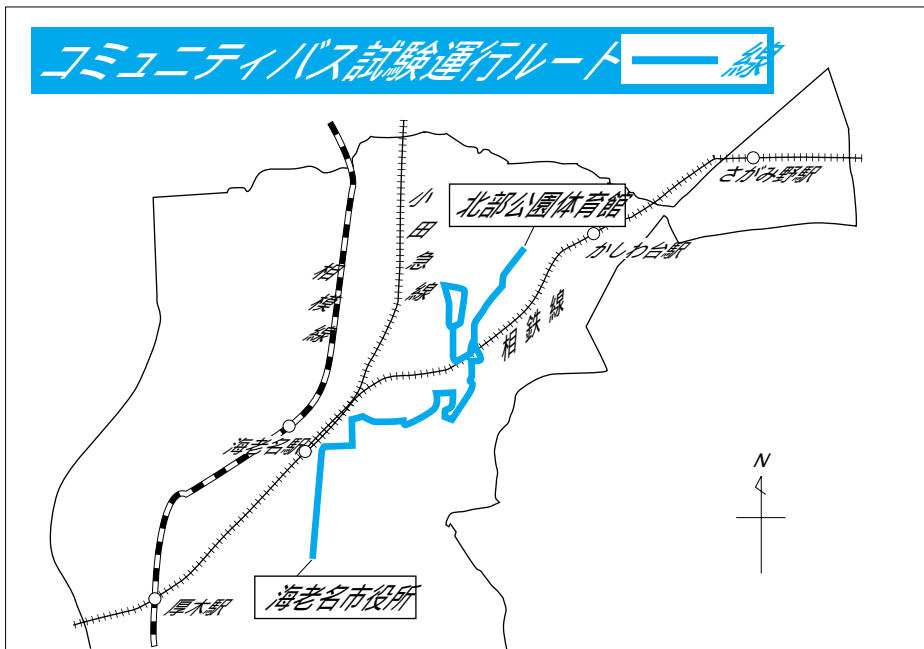 コミュニティバス試験運行ルート 線
さがみ野駅
北部公園体育館
小田急線
かしわ台駅
相模線
相鉄線
海老名駅
N
海老名市役所
厚木駅